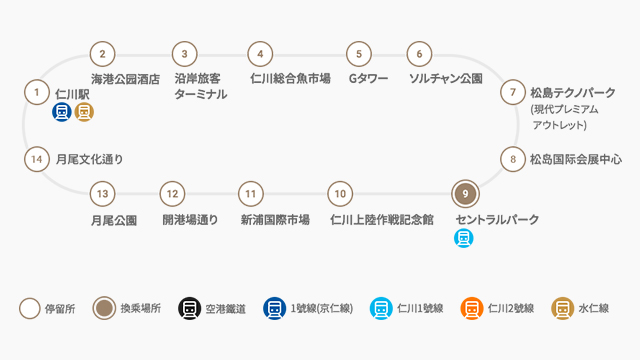 1
仁川駅
2
海港公园酒店
3
沿岸旅客
ターミナル
4
仁川総合魚市場
5
Gタワー
6
ソルチャン公園
7
松島テクノパーク
(現代プレミアム
アウトレット)
8
松岛国际会展中心
9
セントラルパーク
10
仁川上陸作戦記念館
11
新浦国際市場
12
開港場通り
13
月尾公園
14
月尾文化通り
停留所
換乗場所
空港鐵道
1號線(京仁線)
仁川1號線
仁川2號線
水仁線